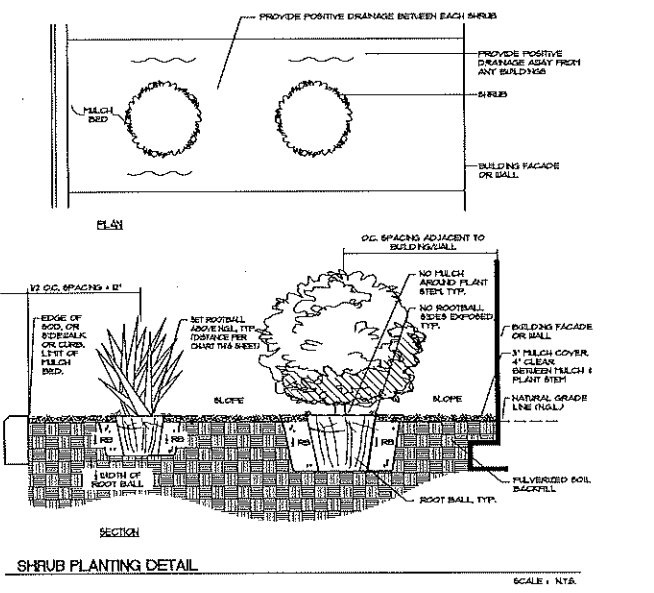 PROVIDE POSITIVE DRAINAGE BETWEEN EACH SHRUB
PROVIDE POSITIVE
DRAINAGE AWAY FROM
ANY BUILDINGS
SHRUB
MULCH
BED
BUILDING FACADE
OR WALL
PLAN
O.C. SPACING ADJACENT TO
BUILDING/WALL
1/2 O.C. SPACING + 12"
NO MULCH
AROUND PLANT
STEM, TYP.
NO ROOTBALL
SIDES EXPOSED,
TYP.
EDGE OF
SOD, OR
SIDEWALK
OR CURB,
LIMIT OF
MULCH
BED.
SET ROOTBALL
ABOVE N.G.L., TYP.
(DISTANCE PER
CHART THIS SHEET)
BUILDING FACADE
OR WALL
3" MULCH COVER,
4" CLEAR
BETWEEN MULCH &
PLANT STEM
SLOPE
SLOPE
NATURAL GRADE
LINE (N.G.L.)
RB
RB
RB
RB
WIDTH OF
ROOT BALL
PULVERIZED SOIL
BACKFILL
ROOT BALL, TYP.
SECTION
SHRUB PLANTING DETAIL
SCALE : N.T.S.